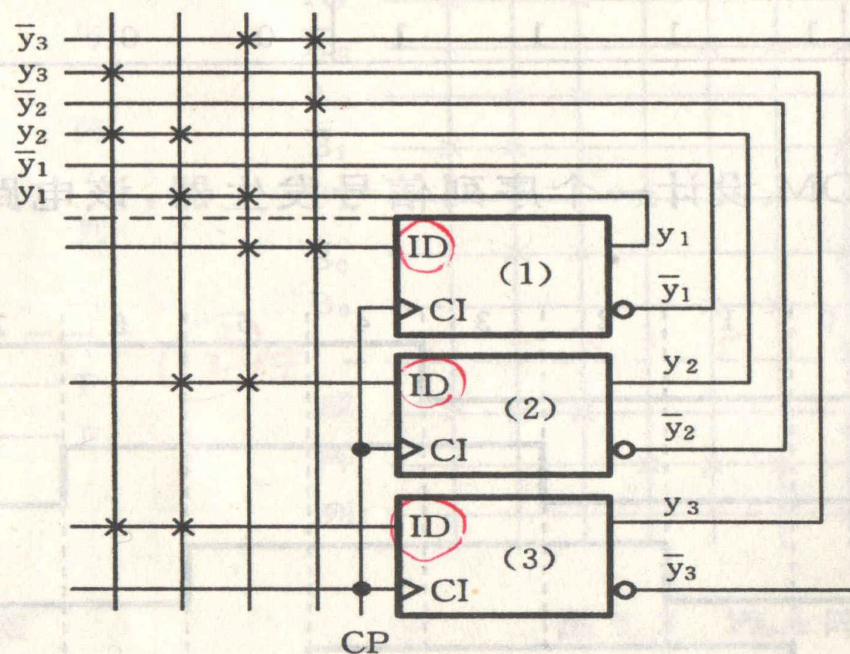 y̅3
y3
y̅2
y2
y̅1
y1
ID
(1)
CI
y1
y̅1
ID
(2)
CI
y2
y̅2
ID
(3)
CI
y3
y̅3
CP